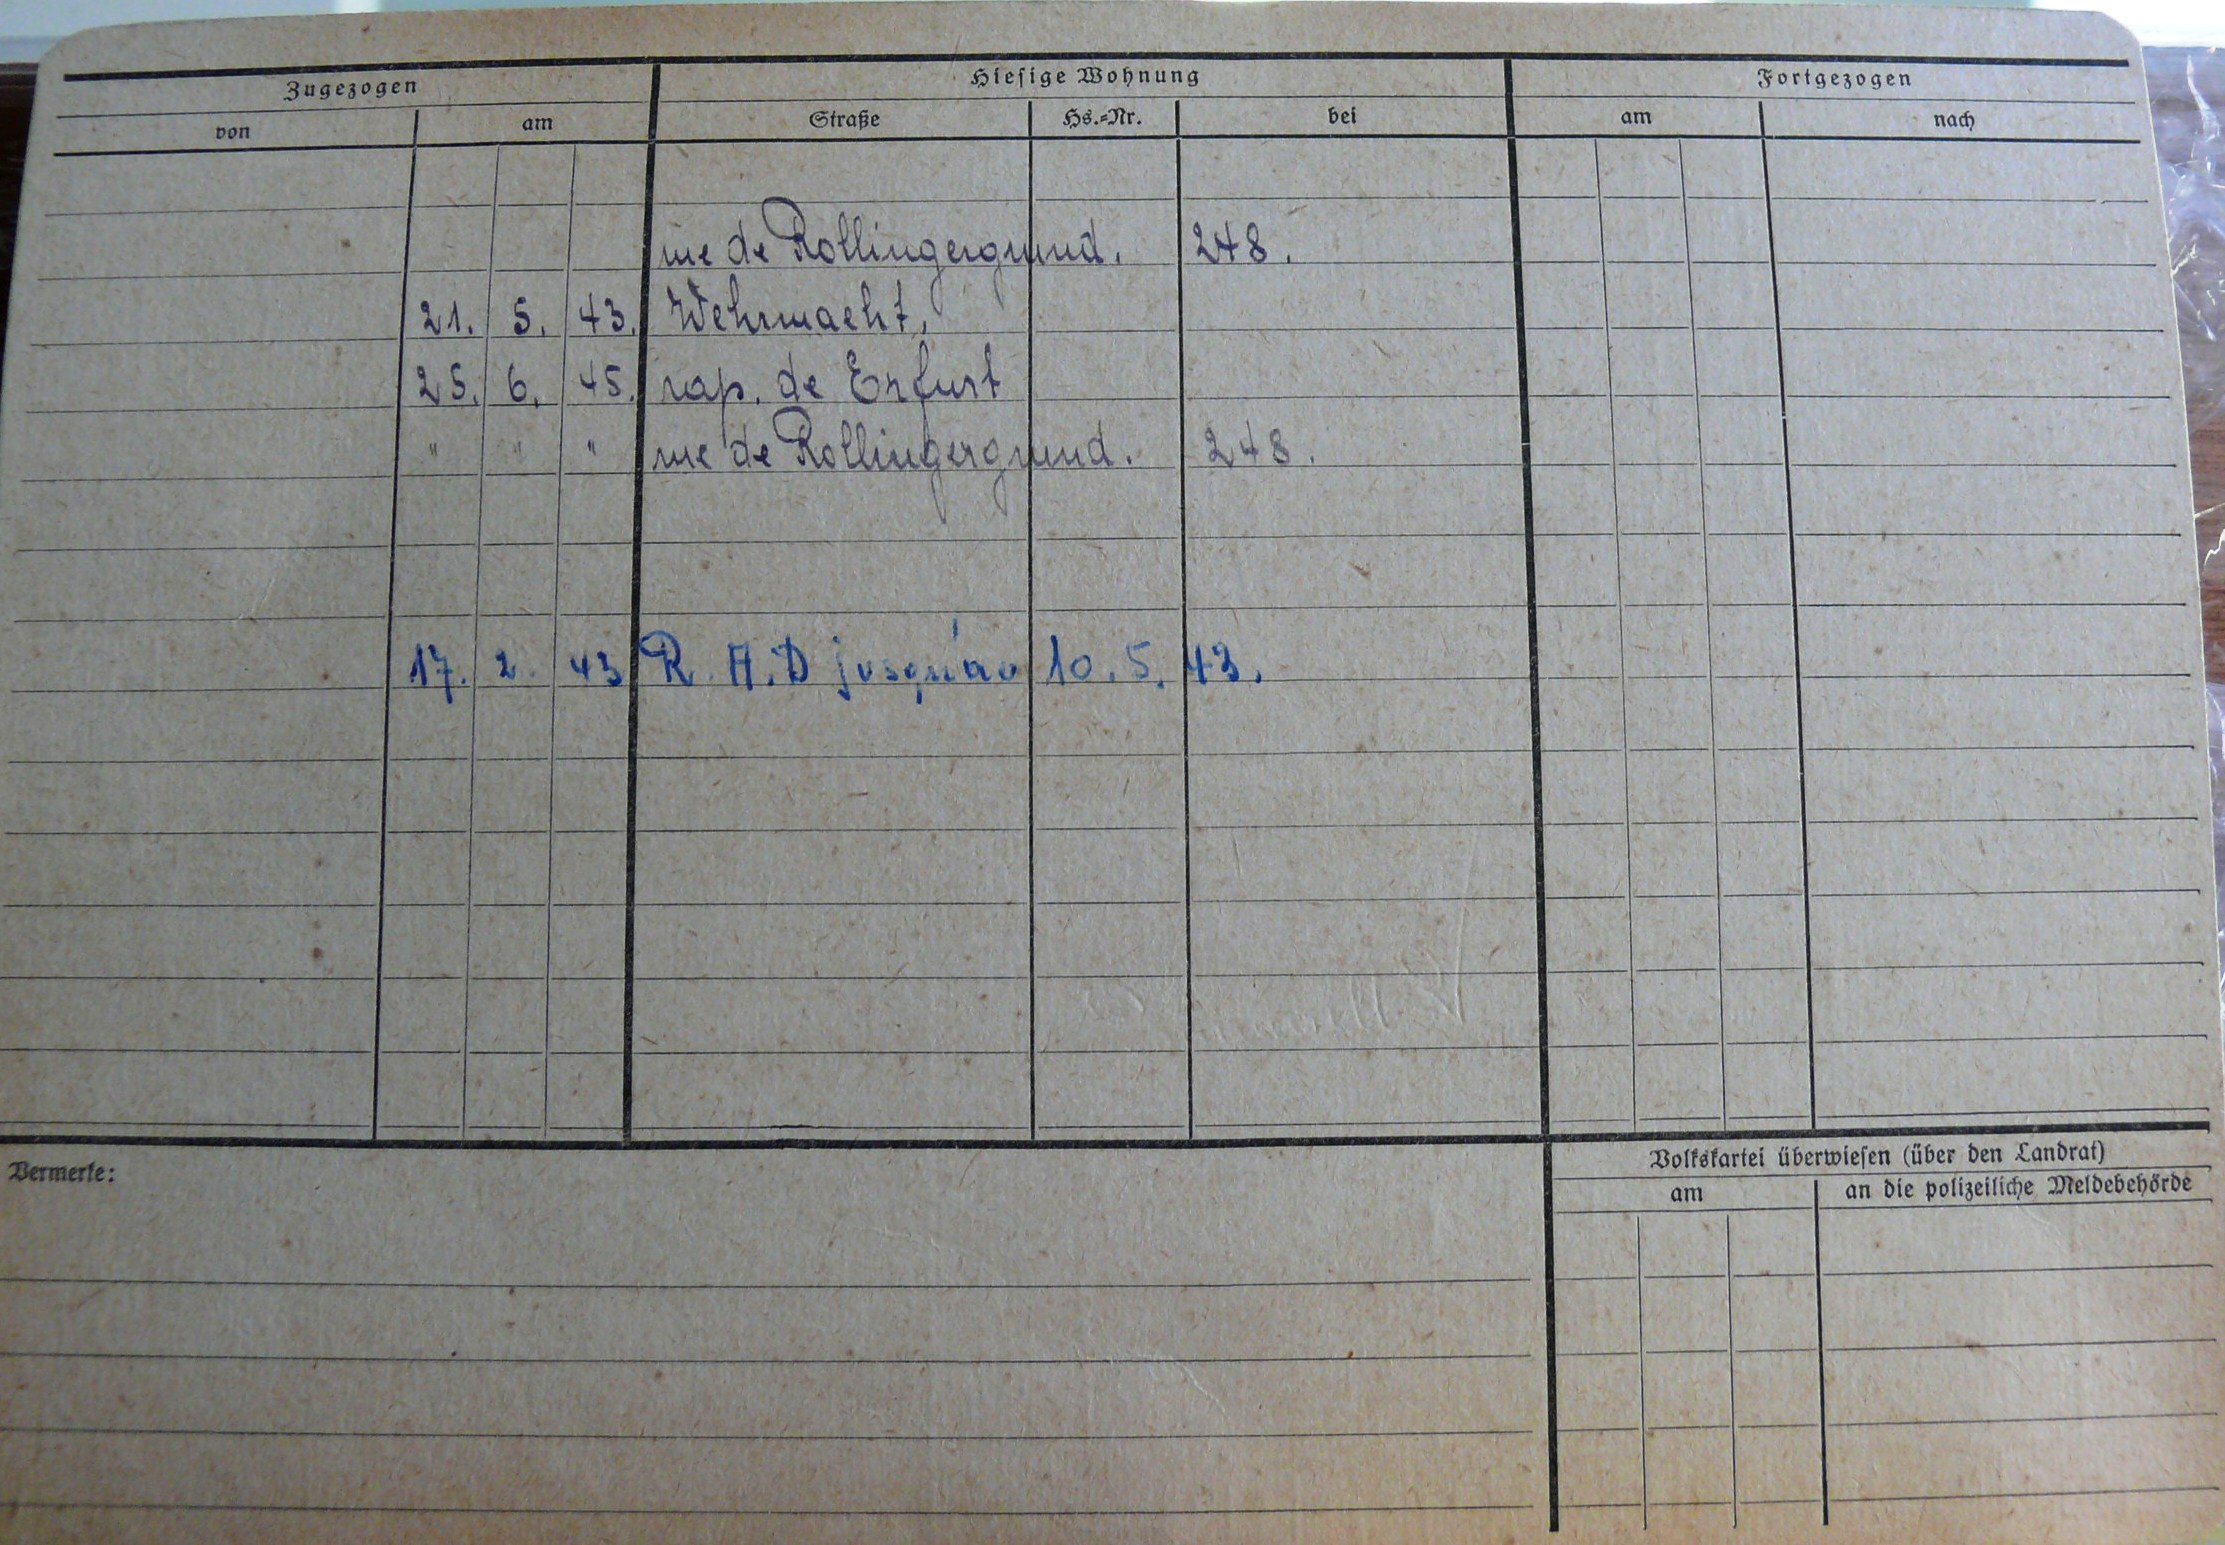 Zugezogen Hiesige Wohnung Fortgezogen
von am Straße Hs.=Nr. bei am nach
rue de Rollingergrund. 248.
21. 5. 43. Wehrmacht,
25. 6. 45. rap. de Erfurt
" " " rue de Rollingergrund. 248.
17. 2. 43 R. A. D jusqu'au 10. 5. 43.
Vermerke: Volkskartei überwiesen (über den Landrat)
am an die polizeiliche Meldebehörde